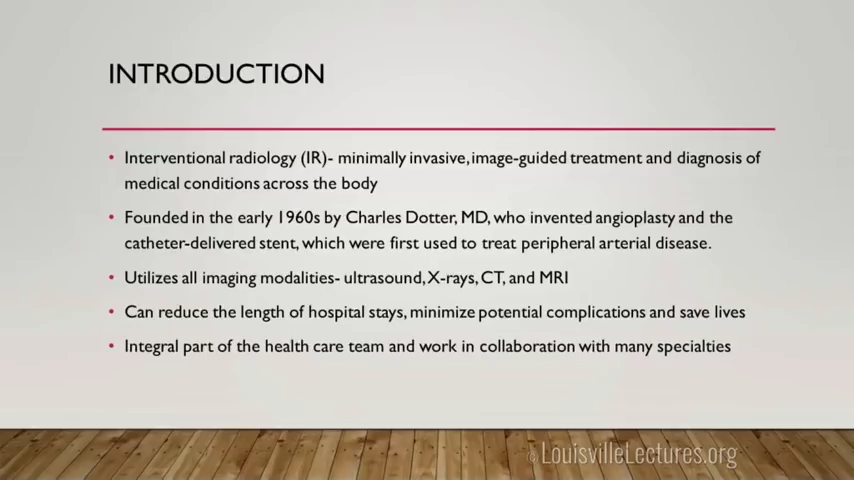 INTRODUCTION
• Interventional radiology (IR)- minimally invasive, image-guided treatment and diagnosis of
medical conditions across the body
• Founded in the early 1960s by Charles Dotter, MD, who invented angioplasty and the
catheter-delivered stent, which were first used to treat peripheral arterial disease.
• Utilizes all imaging modalities- ultrasound, X-rays, CT, and MRI
• Can reduce the length of hospital stays, minimize potential complications and save lives
• Integral part of the health care team and work in collaboration with many specialties
© LouisvilleLectures.org